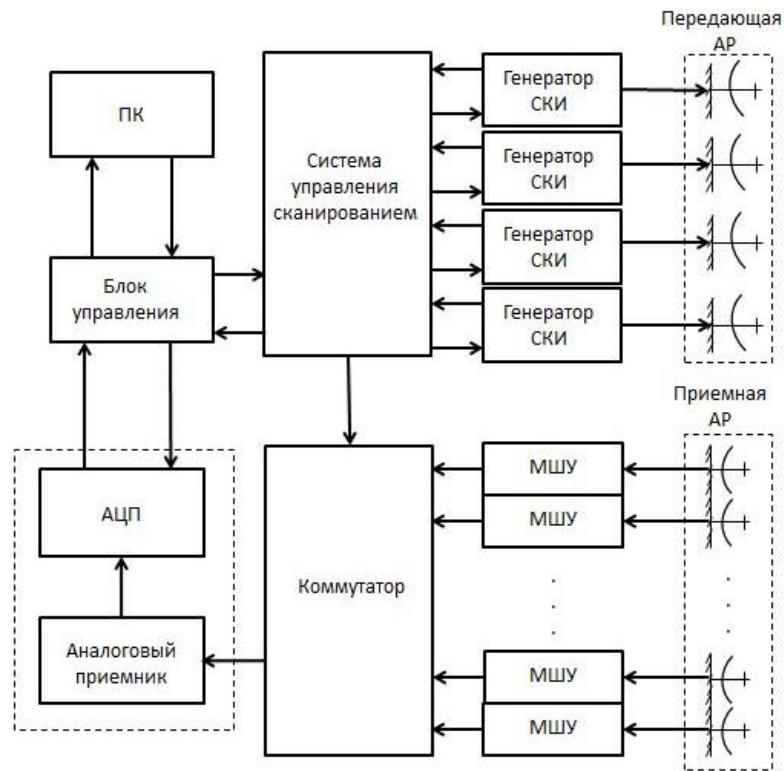 Передающая
АР
ПК
Система
управления
сканированием
Генератор
СКИ
Генератор
СКИ
Генератор
СКИ
Генератор
СКИ
Блок
управления
Приемная
АР
АЦП
Аналоговый
приемник
Коммутатор
МШУ
МШУ
МШУ
МШУ